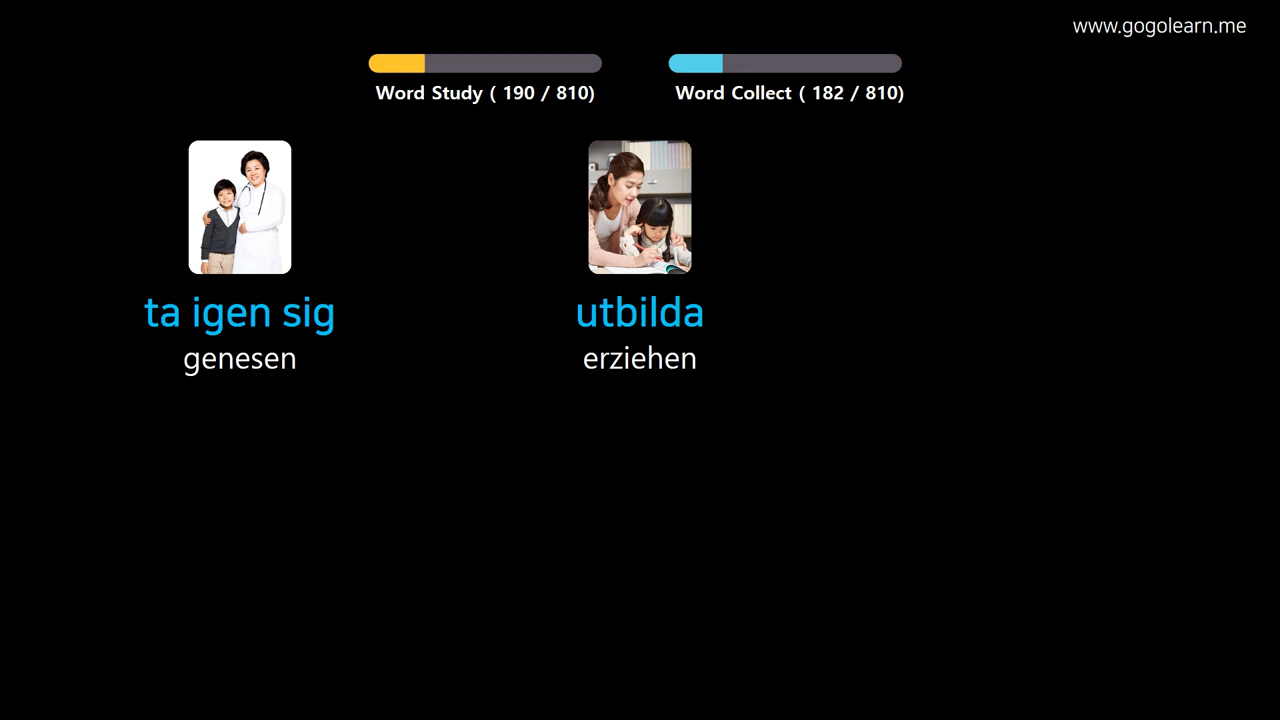 www.gogolearn.me
Word Study ( 190 / 810)
Word Collect ( 182 / 810)
ta igen sig
genesen
utbilda
erziehen